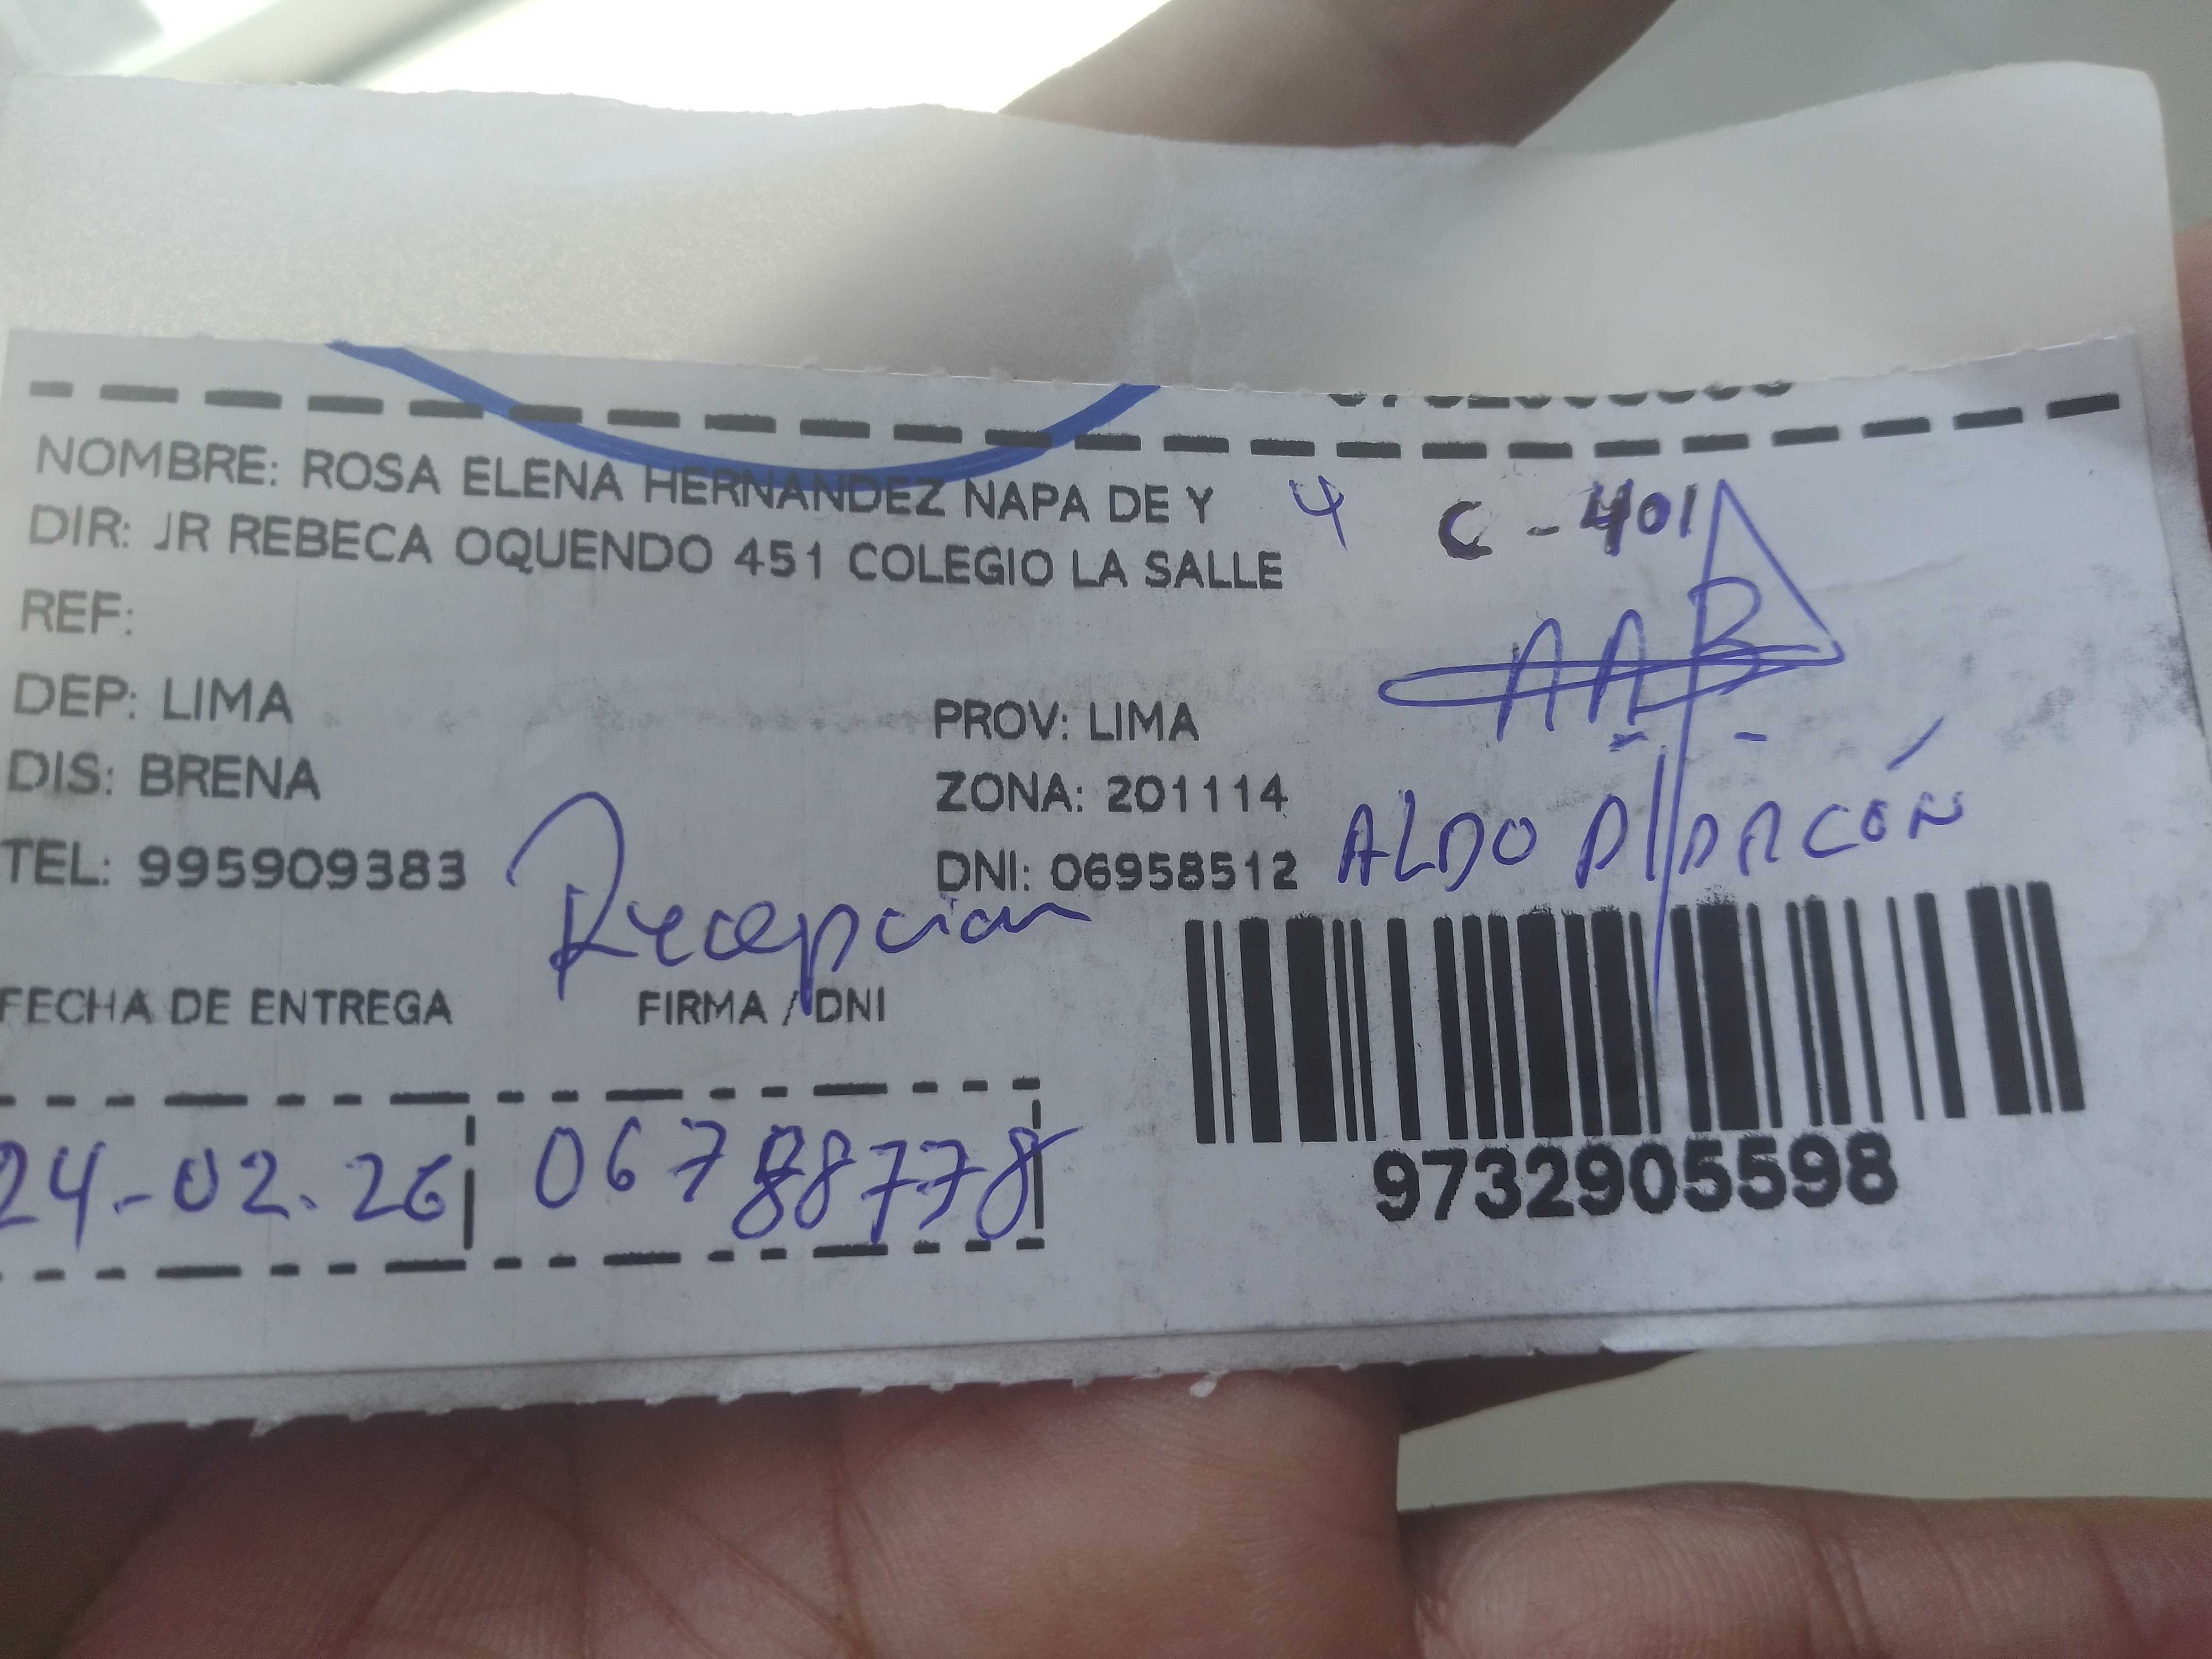 NOMBRE: ROSA ELENA HERNANDEZ NAPA DE Y 4 C - 401
DIR: JR REBECA OQUENDO 451 COLEGIO LA SALLE
REF:
AAB
DEP: LIMA PROV: LIMA
DIS: BRENA ZONA: 201114
TEL: 995909383 DNI: 06958512 ALDO ALARCÓN
Recepcion
FECHA DE ENTREGA FIRMA / DNI
24-02.26 06788778
9732905598